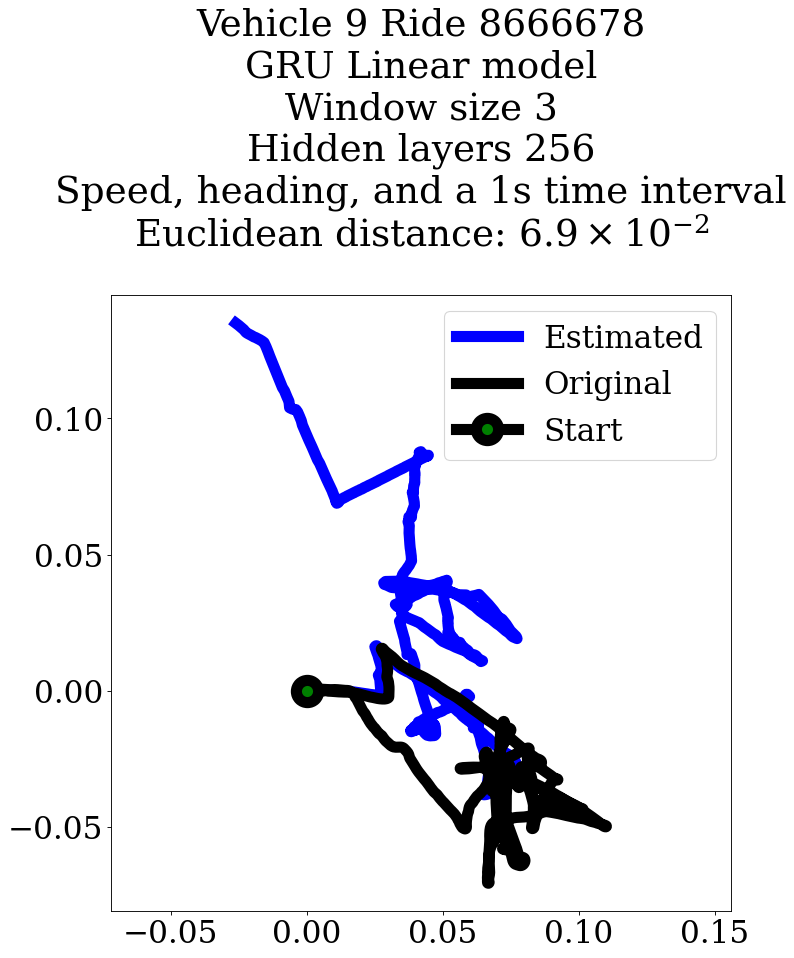 Vehicle 9 Ride 8666678
GRU Linear model
Window size 3
Hidden layers 256
Speed, heading, and a 1s time interval
Euclidean distance: 6.9 × 10⁻²
Estimated
Original
Start
0.10
0.05
0.00
−0.05
−0.05 0.00 0.05 0.10 0.15